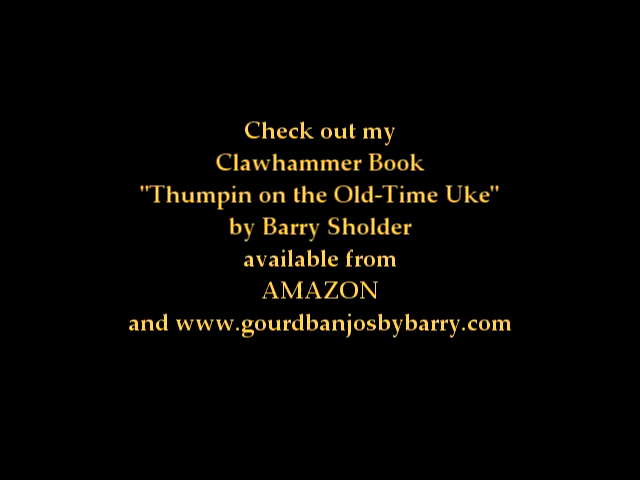 Check out my
Clawhammer Book
"Thumpin on the Old-Time Uke"
by Barry Sholder
available from
AMAZON
and www.gourdbanjosbybarry.com